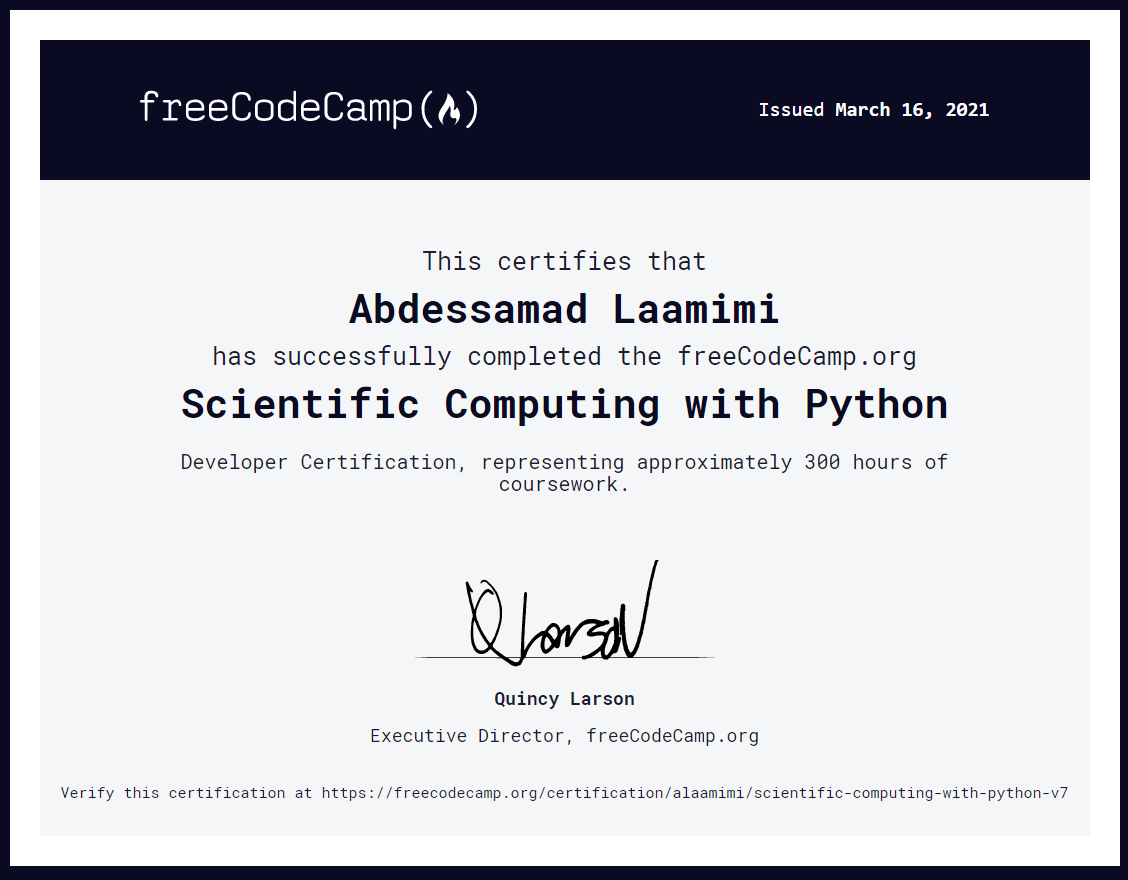 freeCodeCamp(🔥)
Issued March 16, 2021
This certifies that
Abdessamad Laamimi
has successfully completed the freeCodeCamp.org
Scientific Computing with Python
Developer Certification, representing approximately 300 hours of
coursework.
Q Larson
Quincy Larson
Executive Director, freeCodeCamp.org
Verify this certification at https://freecodecamp.org/certification/alaamimi/scientific-computing-with-python-v7